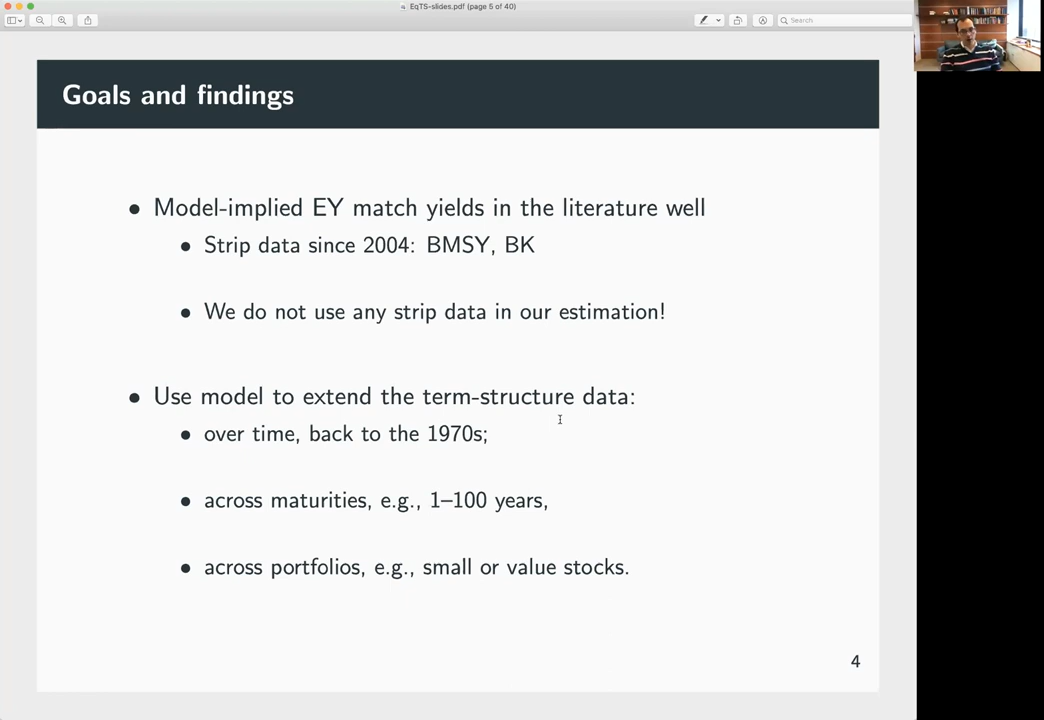 EqTS-slides.pdf (page 5 of 40)
Search
Goals and findings
• Model-implied EY match yields in the literature well
• Strip data since 2004: BMSY, BK
• We do not use any strip data in our estimation!
• Use model to extend the term-structure data:
• over time, back to the 1970s;
• across maturities, e.g., 1–100 years,
• across portfolios, e.g., small or value stocks.
4